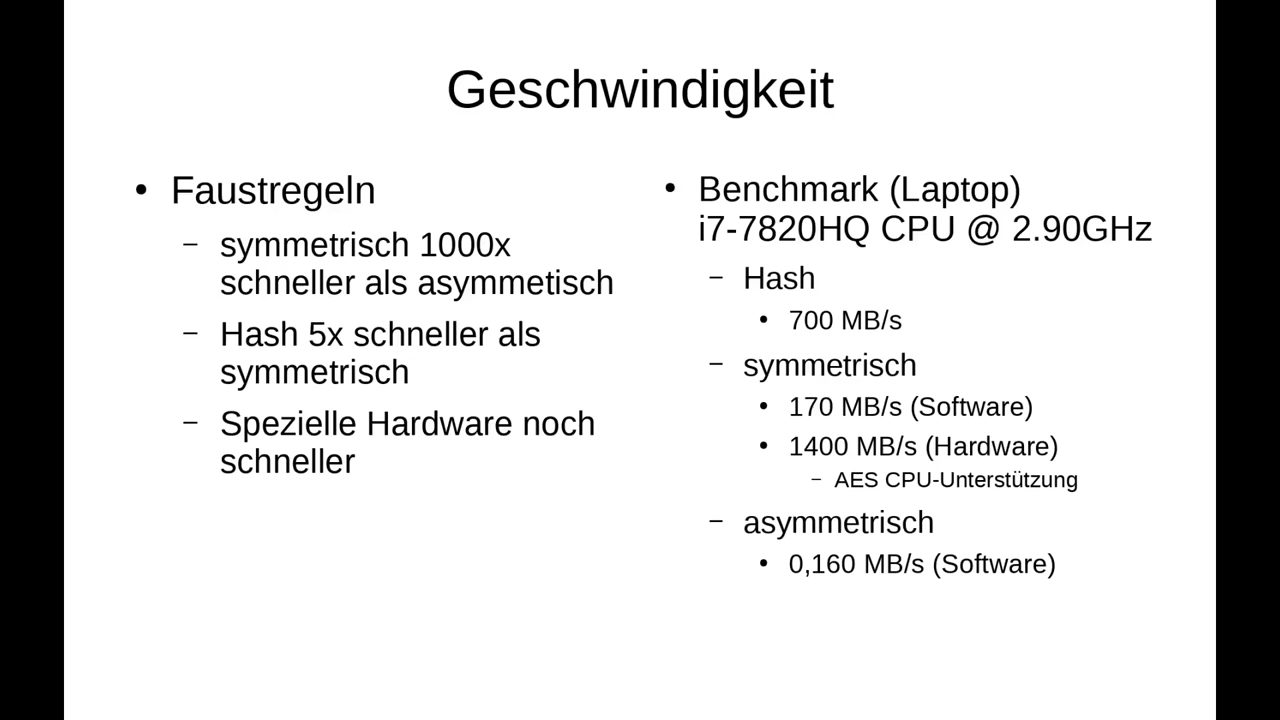 Geschwindigkeit
• Faustregeln
– symmetrisch 1000x
schneller als asymmetisch
– Hash 5x schneller als
symmetrisch
– Spezielle Hardware noch
schneller
• Benchmark (Laptop)
i7-7820HQ CPU @ 2.90GHz
– Hash
• 700 MB/s
– symmetrisch
• 170 MB/s (Software)
• 1400 MB/s (Hardware)
– AES CPU-Unterstützung
– asymmetrisch
• 0,160 MB/s (Software)